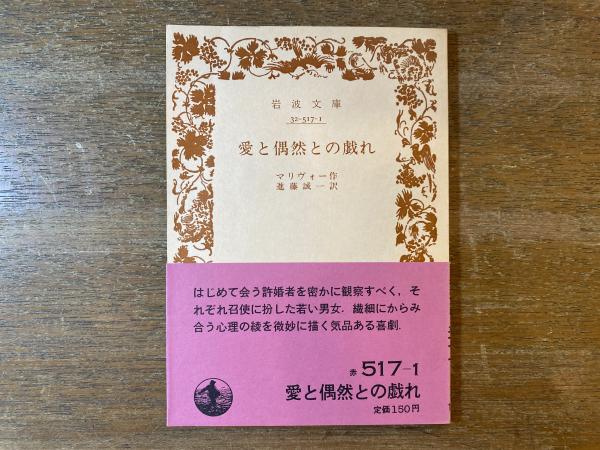 岩波文庫
32-517-1
愛と偶然との戯れ
マリヴォー作
進藤誠一訳
はじめて会う許婚者を密かに観察すべく，そ
れぞれ召使に扮した若い男女．繊細にからみ
合う心理の綾を微妙に描く気品ある喜劇．
赤 517-1
愛と偶然との戯れ
定価150円